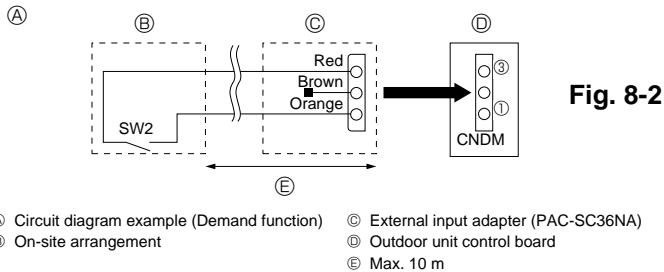 Ⓐ
Ⓑ
Ⓒ
Ⓓ
Red
Brown
Orange
SW2
③
①
CNDM
Ⓔ
Fig. 8-2
Circuit diagram example (Demand function)
On-site arrangement
Ⓒ External input adapter (PAC-SC36NA)
Ⓓ Outdoor unit control board
Ⓔ Max. 10 m